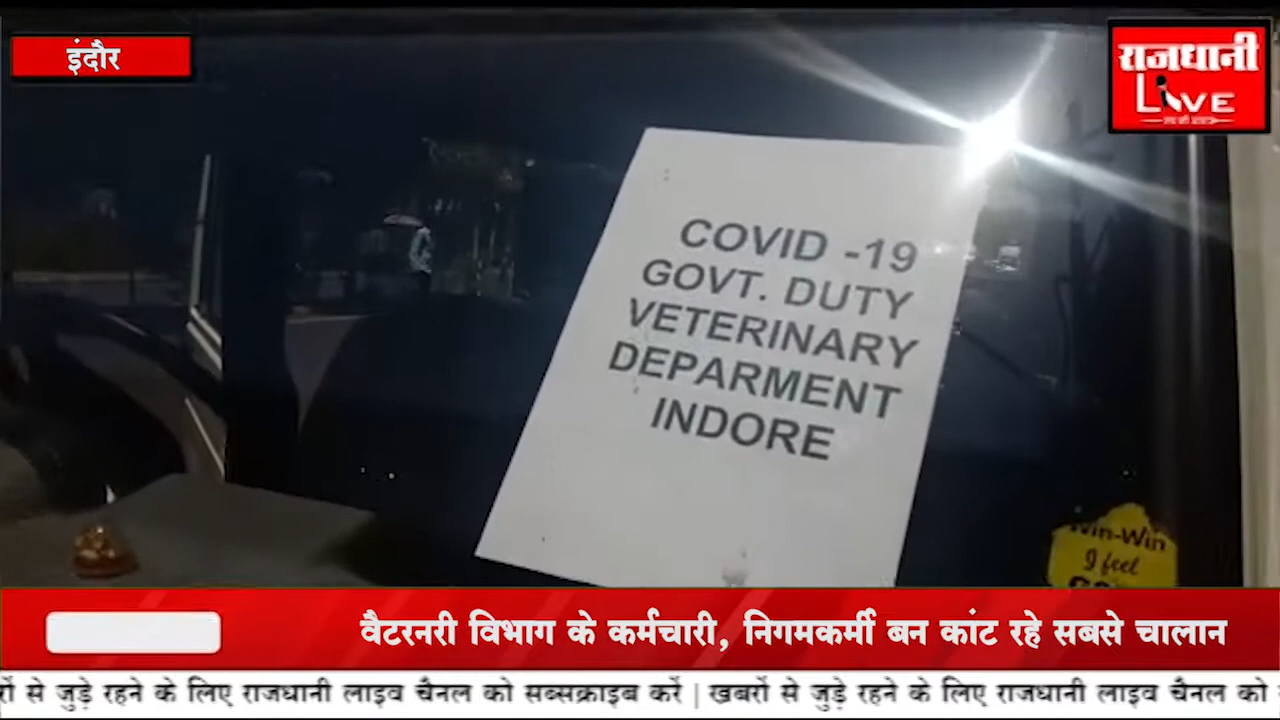 इंदौर
राजधानी
LIVE
COVID -19
GOVT. DUTY
VETERINARY
DEPARMENT
INDORE
Win-Win
I feel
वैटरनरी विभाग के कर्मचारी, निगमकर्मी बन कांट रहे सबसे चालान
से जुड़े रहने के लिए राजधानी लाइव चैनल को सब्सक्राइब करें | खबरों से जुड़े रहने के लिए राजधानी लाइव चैनल को